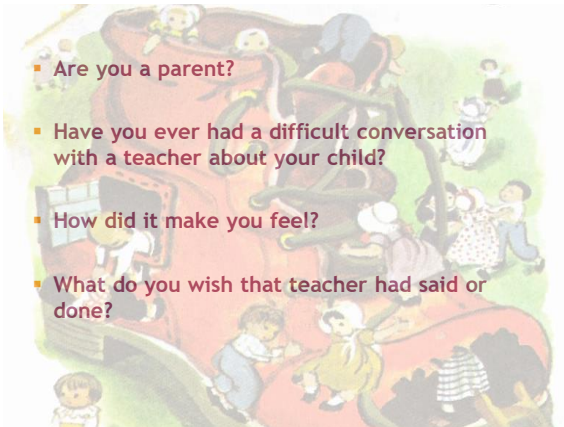 Are you a parent?
Have you ever had a difficult conversation
with a teacher about your child?
How did it make you feel?
What do you wish that teacher had said or
done?